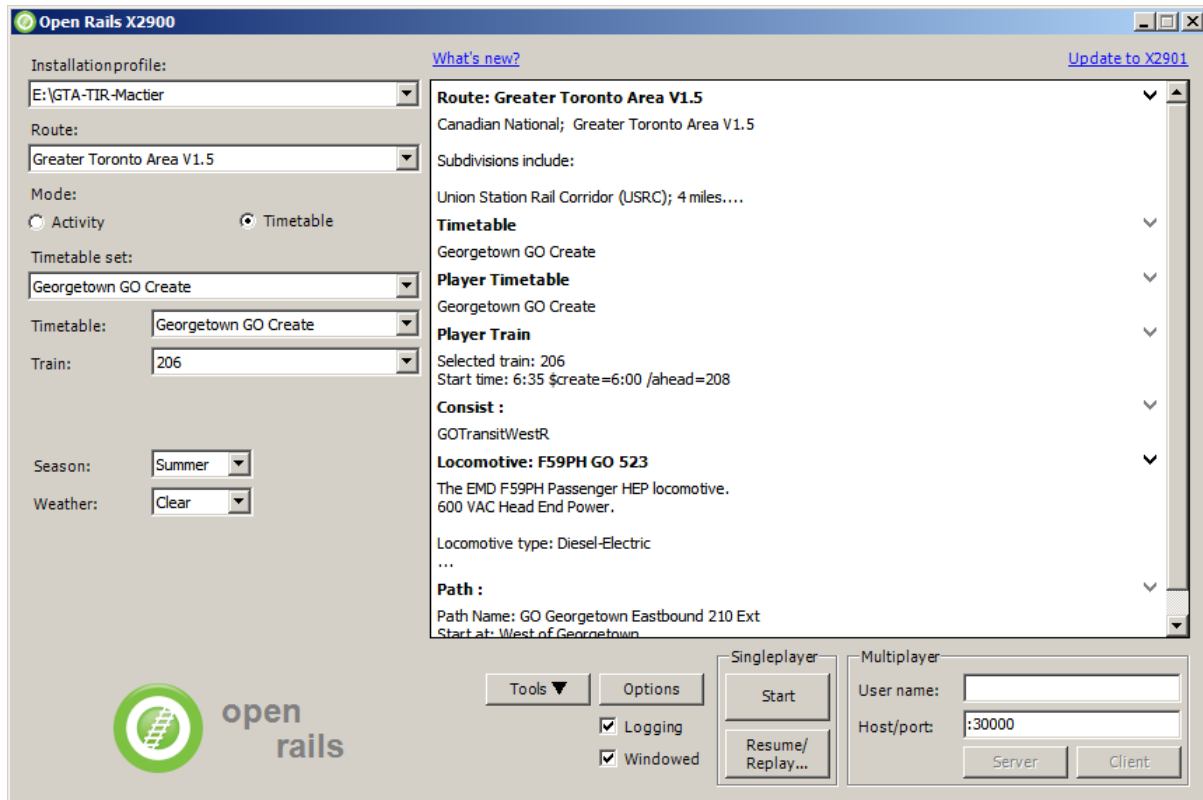 Open Rails X2900
Installation profile:
E:\GTA-TIR-Mactier
Route:
Greater Toronto Area V1.5
Mode:
Activity
Timetable
Timetable set:
Georgetown GO Create
Timetable:
Georgetown GO Create
Train:
206
Season:
Summer
Weather:
Clear
open
rails
What's new?
Update to X2901
Route: Greater Toronto Area V1.5
Canadian National;  Greater Toronto Area V1.5
Subdivisions include:
Union Station Rail Corridor (USRC); 4 miles....
Timetable
Georgetown GO Create
Player Timetable
Georgetown GO Create
Player Train
Selected train: 206
Start time: 6:35 $create=6:00 /ahead=208
Consist :
GOTransitWestR
Locomotive: F59PH GO 523
The EMD F59PH Passenger HEP locomotive.
600 VAC Head End Power.
Locomotive type: Diesel-Electric
...
Path :
Path Name: GO Georgetown Eastbound 210 Ext
Start at: West of Georgetown
Tools
Options
Logging
Windowed
Singleplayer
Start
Resume/
Replay...
Multiplayer
User name:
Host/port:
:30000
Server
Client